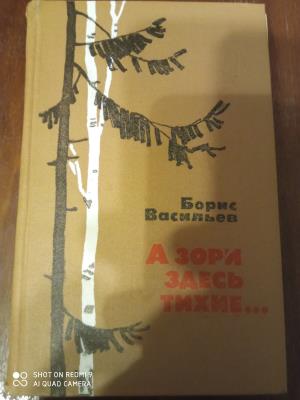 Борис
Васильев
А ЗОРИ
ЗДЕСЬ
ТИХИЕ...
SHOT ON REDMI 9
AI QUAD CAMERA